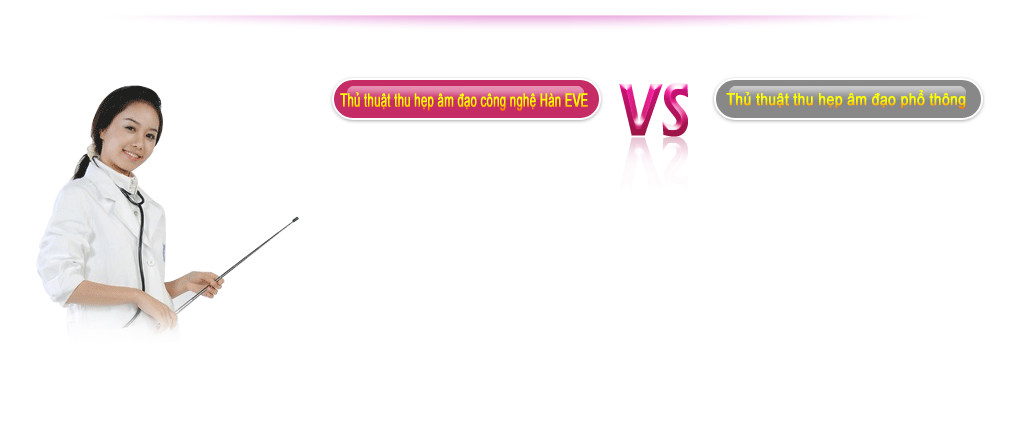 Thủ thuật thu hẹp âm đạo công nghệ Hàn EVE
VS
Thủ thuật thu hẹp âm đạo phổ thông